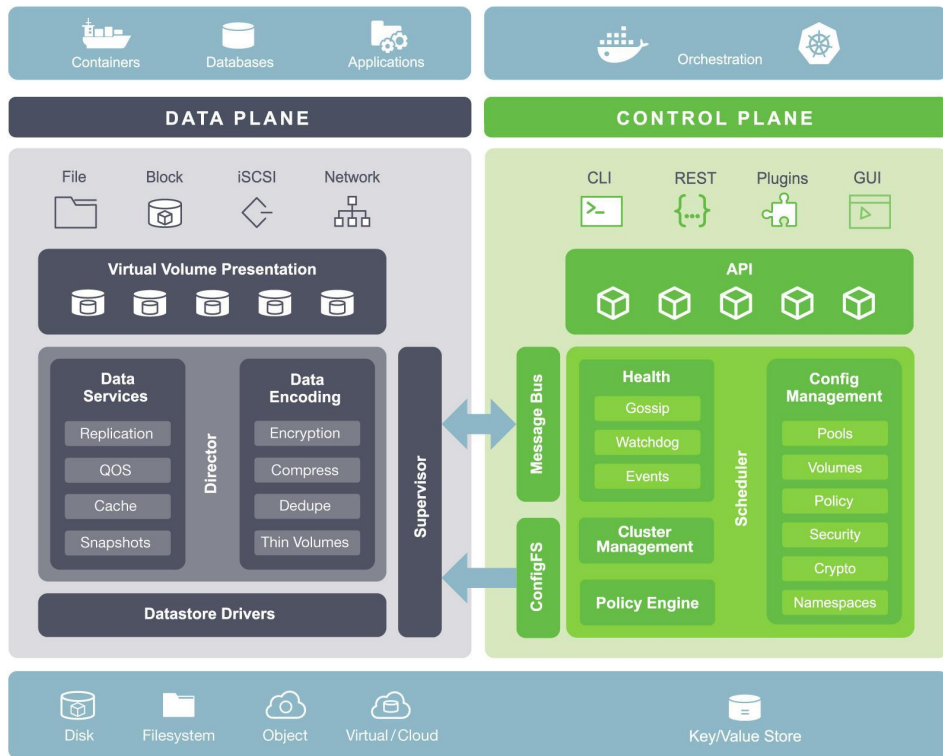 Containers
Databases
Applications
Orchestration
DATA PLANE
CONTROL PLANE
File
Block
iSCSI
Network
CLI
REST
Plugins
GUI
Virtual Volume Presentation
API
Data
Services
Replication
QOS
Cache
Snapshots
Director
Data
Encoding
Encryption
Compress
Dedupe
Thin Volumes
Supervisor
Datastore Drivers
Message Bus
ConfigFS
Health
Gossip
Watchdog
Events
Cluster
Management
Policy Engine
Scheduler
Config
Management
Pools
Volumes
Policy
Security
Crypto
Namespaces
Disk
Filesystem
Object
Virtual/Cloud
Key/Value Store